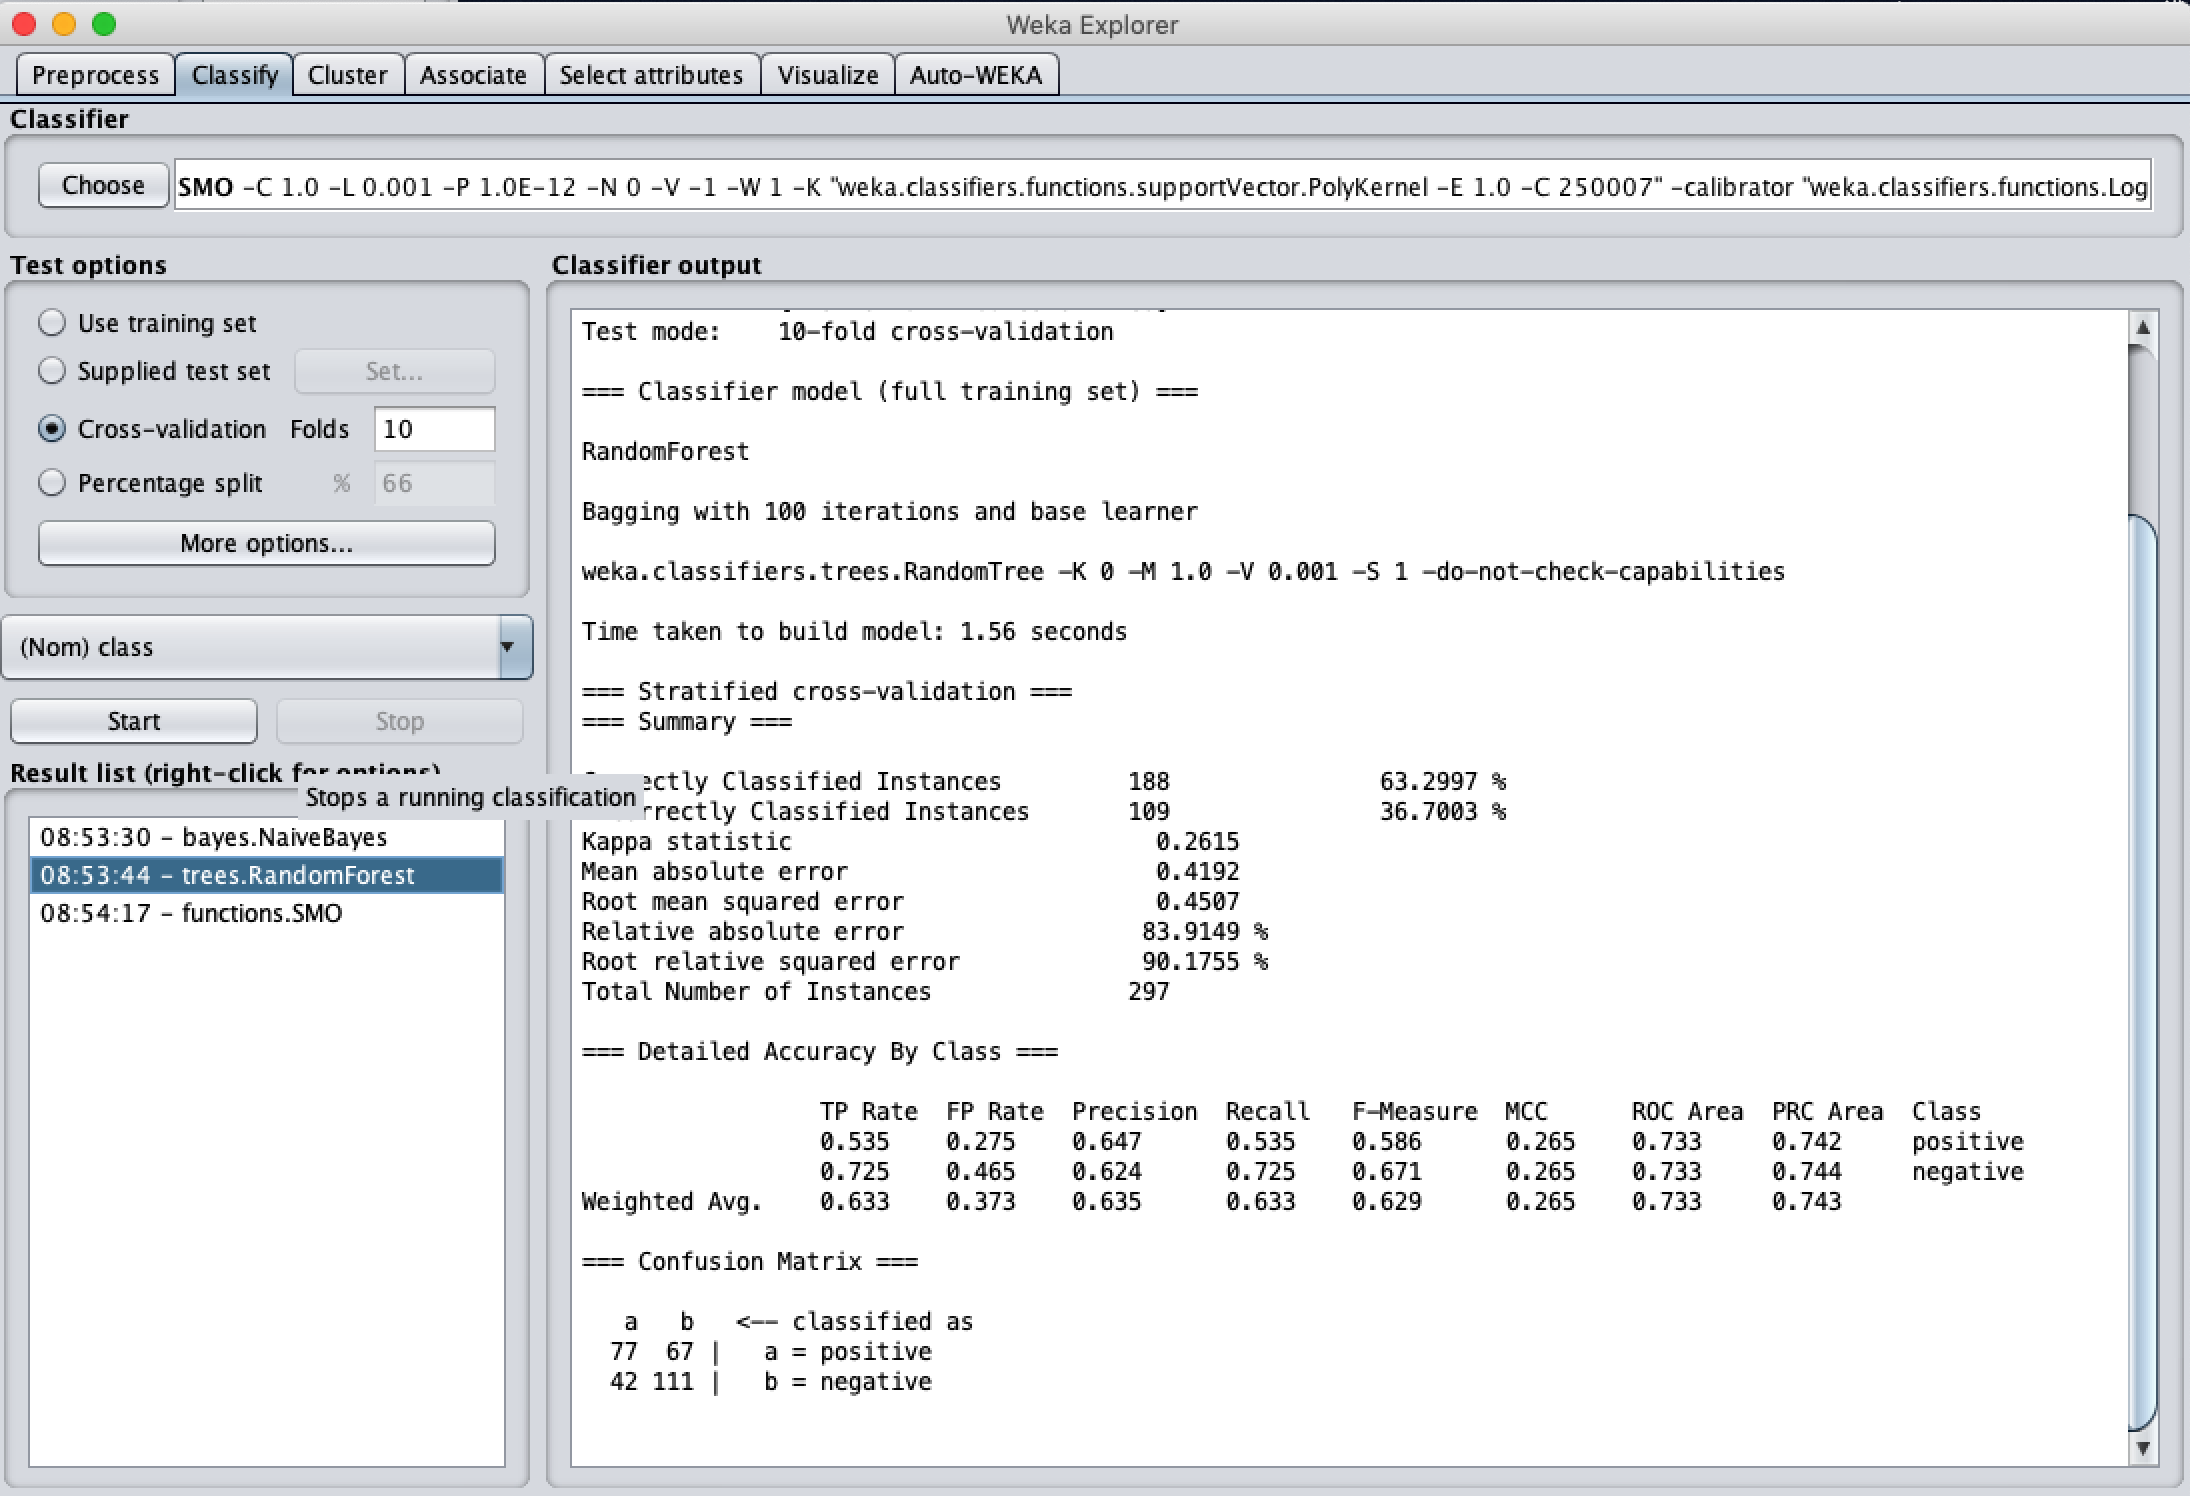 Weka Explorer
Preprocess Classify Cluster Associate Select attributes Visualize Auto-WEKA
Classifier
Choose SMO -C 1.0 -L 0.001 -P 1.0E-12 -N 0 -V -1 -W 1 -K "weka.classifiers.functions.supportVector.PolyKernel -E 1.0 -C 250007" -calibrator "weka.classifiers.functions.Log
Test options
Use training set
Supplied test set Set...
Cross-validation Folds 10
Percentage split % 66
More options...
(Nom) class
Start Stop
Result list (right-click for options)
Stops a running classification
08:53:30 - bayes.NaiveBayes
08:53:44 - trees.RandomForest
08:54:17 - functions.SMO
Classifier output
Test mode: 10-fold cross-validation
=== Classifier model (full training set) ===
RandomForest
Bagging with 100 iterations and base learner
weka.classifiers.trees.RandomTree -K 0 -M 1.0 -V 0.001 -S 1 -do-not-check-capabilities
Time taken to build model: 1.56 seconds
=== Stratified cross-validation ===
=== Summary ===
ectly Classified Instances 188 63.2997 %
rrectly Classified Instances 109 36.7003 %
Kappa statistic 0.2615
Mean absolute error 0.4192
Root mean squared error 0.4507
Relative absolute error 83.9149 %
Root relative squared error 90.1755 %
Total Number of Instances 297
=== Detailed Accuracy By Class ===
TP Rate FP Rate Precision Recall F-Measure MCC ROC Area PRC Area Class
0.535 0.275 0.647 0.535 0.586 0.265 0.733 0.742 positive
0.725 0.465 0.624 0.725 0.671 0.265 0.733 0.744 negative
Weighted Avg. 0.633 0.373 0.635 0.633 0.629 0.265 0.733 0.743
=== Confusion Matrix ===
a b <-- classified as
77 67 | a = positive
42 111 | b = negative